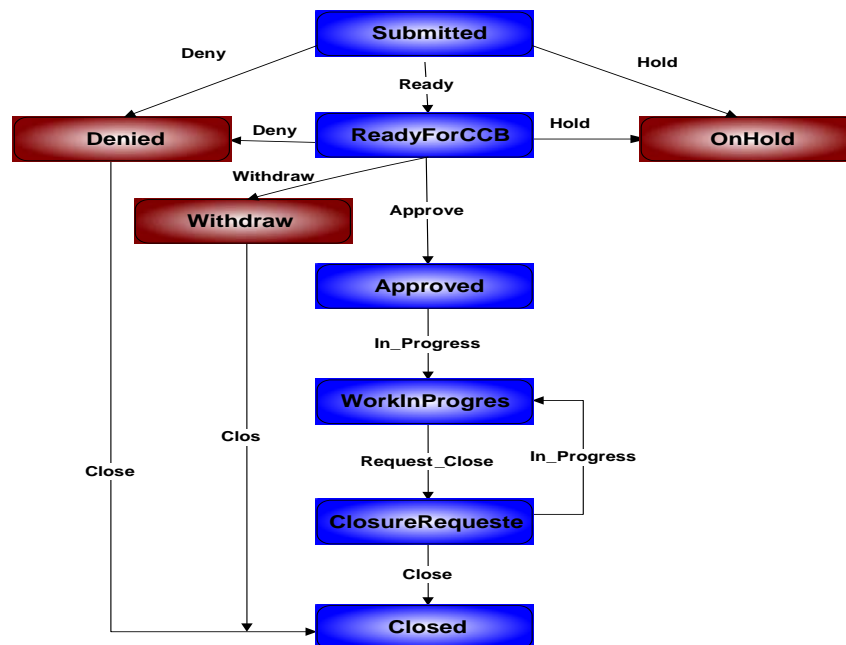 Submitted
Deny
Hold
Ready
Denied
Deny
ReadyForCCB
Hold
OnHold
Withdraw
Withdraw
Approve
Approved
In_Progress
WorkInProgres
Clos
Close
Request_Close
In_Progress
ClosureRequeste
Close
Closed